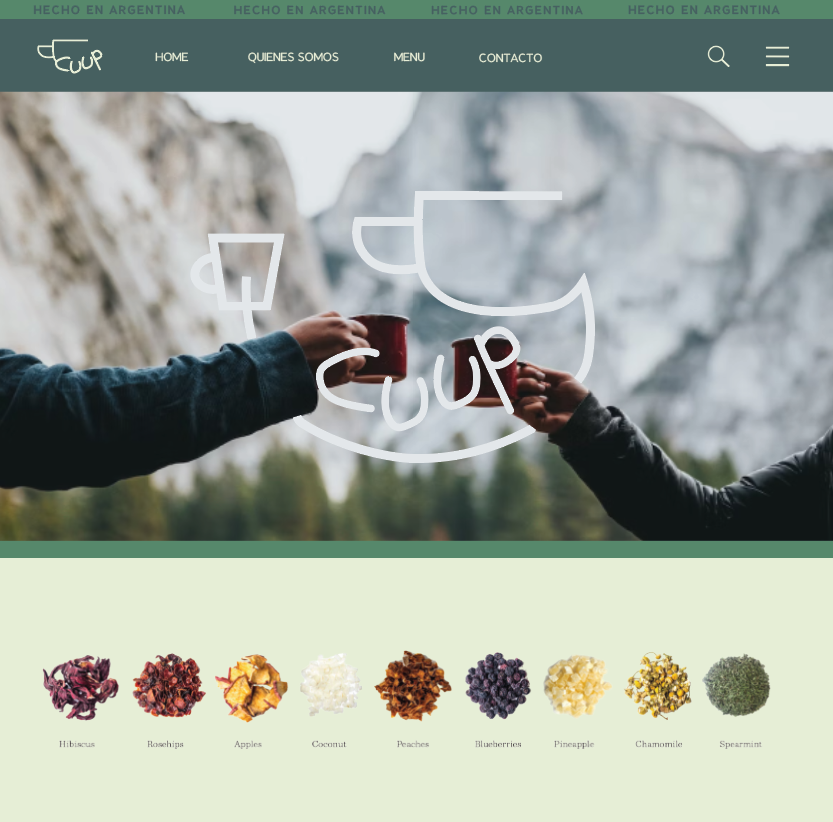 HECHO EN ARGENTINA HECHO EN ARGENTINA HECHO EN ARGENTINA HECHO EN ARGENTINA
CUUP HOME QUIENES SOMOS MENU CONTACTO
CUUP
Hibiscus Rosehips Apples Coconut Peaches Blueberries Pineapple Chamomile Spearmint